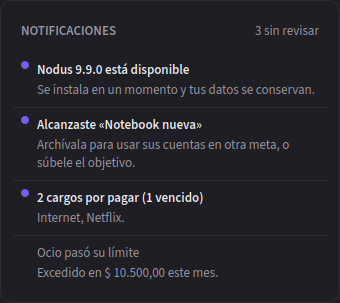 NOTIFICACIONES
3 sin revisar
Nodus 9.9.0 está disponible
Se instala en un momento y tus datos se conservan.
Alcanzaste «Notebook nueva»
Archívala para usar sus cuentas en otra meta, o
súbele el objetivo.
2 cargos por pagar (1 vencido)
Internet, Netflix.
Ocio pasó su límite
Excedido en $ 10.500,00 este mes.